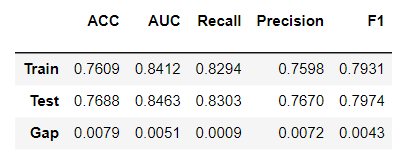 ACC AUC Recall Precision F1
Train 0.7609 0.8412 0.8294 0.7598 0.7931
Test 0.7688 0.8463 0.8303 0.7670 0.7974
Gap 0.0079 0.0051 0.0009 0.0072 0.0043